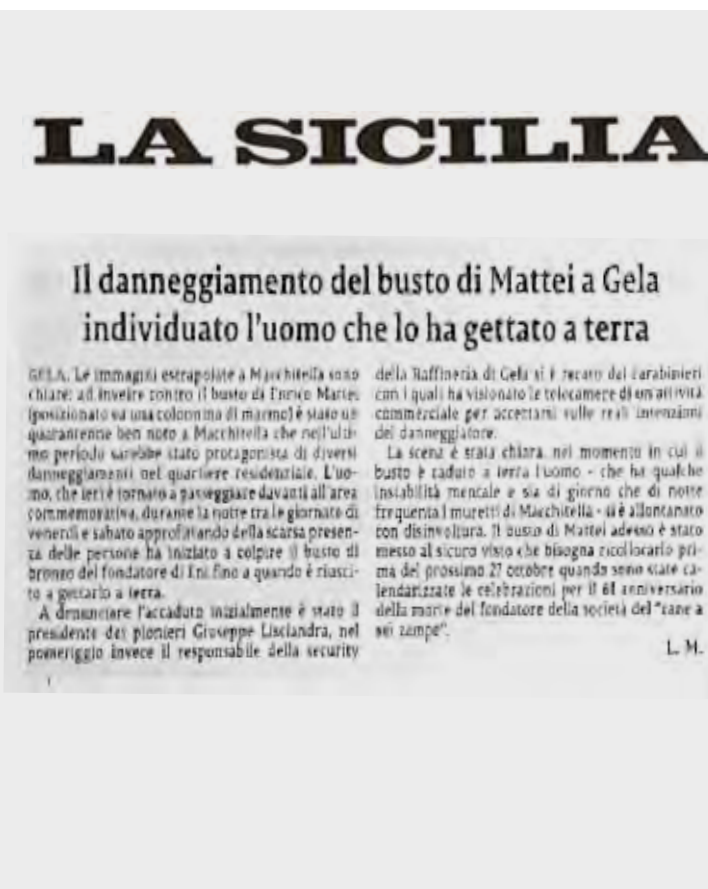 LA SICILIA
Il danneggiamento del busto di Mattei a Gela
individuato l'uomo che lo ha gettato a terra
GELA. Le immagini estrapolate a Macchitella sono
chiare: ad inveire contro il busto di Enrico Mattei
(posizionato su una colonnina di marmo) è stato un
quarantenne ben noto a Macchitella che nell'ulti-
mo periodo sarebbe stato protagonista di diversi
danneggiamenti nel quartiere residenziale. L'uo-
mo, che ieri è tornato a passeggiare davanti all'area
commemorativa, durante la notte tra le giornate di
venerdì e sabato approfittando della scarsa presen-
za delle persone ha iniziato a colpire il busto di
bronzo del fondatore di Eni fino a quando è riusci-
to a gettarlo a terra.
A denunciare l'accaduto inizialmente è stato il
presidente dei pionieri Giuseppe Lisciandra, nel
pomeriggio invece il responsabile della security
della Raffineria di Gela si è recato dai carabinieri
con i quali ha visionato le telecamere di un attività
commerciale per accertarsi sulle reali intenzioni
del danneggiatore.
La scena è stata chiara, nel momento in cui il
busto è caduto a terra l'uomo - che ha qualche
instabilità mentale e sia di giorno che di notte
frequenta i muretti di Macchitella - si è allontanato
con disinvoltura. Il busto di Mattei adesso è stato
messo al sicuro visto che bisogna ricollocarlo pri-
ma del prossimo 27 ottobre quando sono state ca-
lendarizzate le celebrazioni per il 61 anniversario
della morte del fondatore della società del "cane a
sei zampe".
L. M.